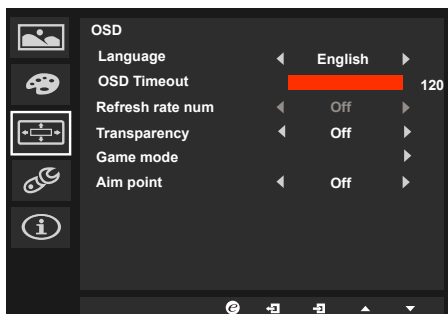 OSD
Language English
OSD Timeout 120
Refresh rate num Off
Transparency Off
Game mode
Aim point Off